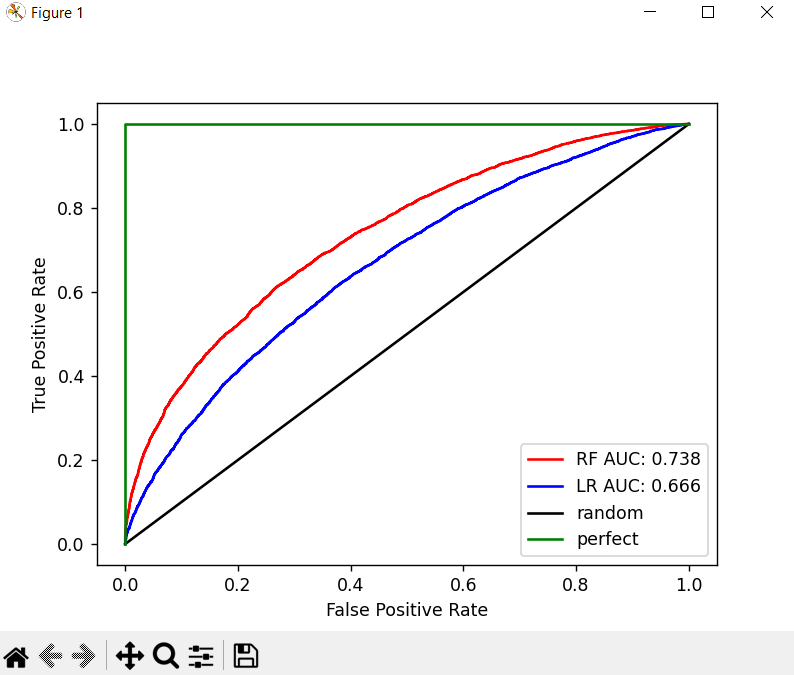 Figure 1
1.0
0.8
0.6
0.4
0.2
0.0
True Positive Rate
RF AUC: 0.738
LR AUC: 0.666
random
perfect
0.0 0.2 0.4 0.6 0.8 1.0
False Positive Rate